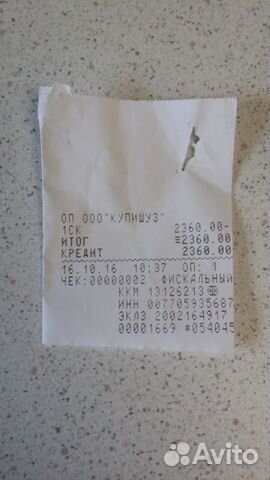 ОП ООО"КУПИШУЗ"
1СК 2360.00-
ИТОГ ≡2360.00
КРЕДИТ 2360.00
16.10.16 10:37 ОП: 1
ЧЕК:00000002 ФИСКАЛЬНЫЙ
ККМ 13126213
ИНН 007705935687
ЭКЛЗ 2002164917
00001669 #054045
Avito